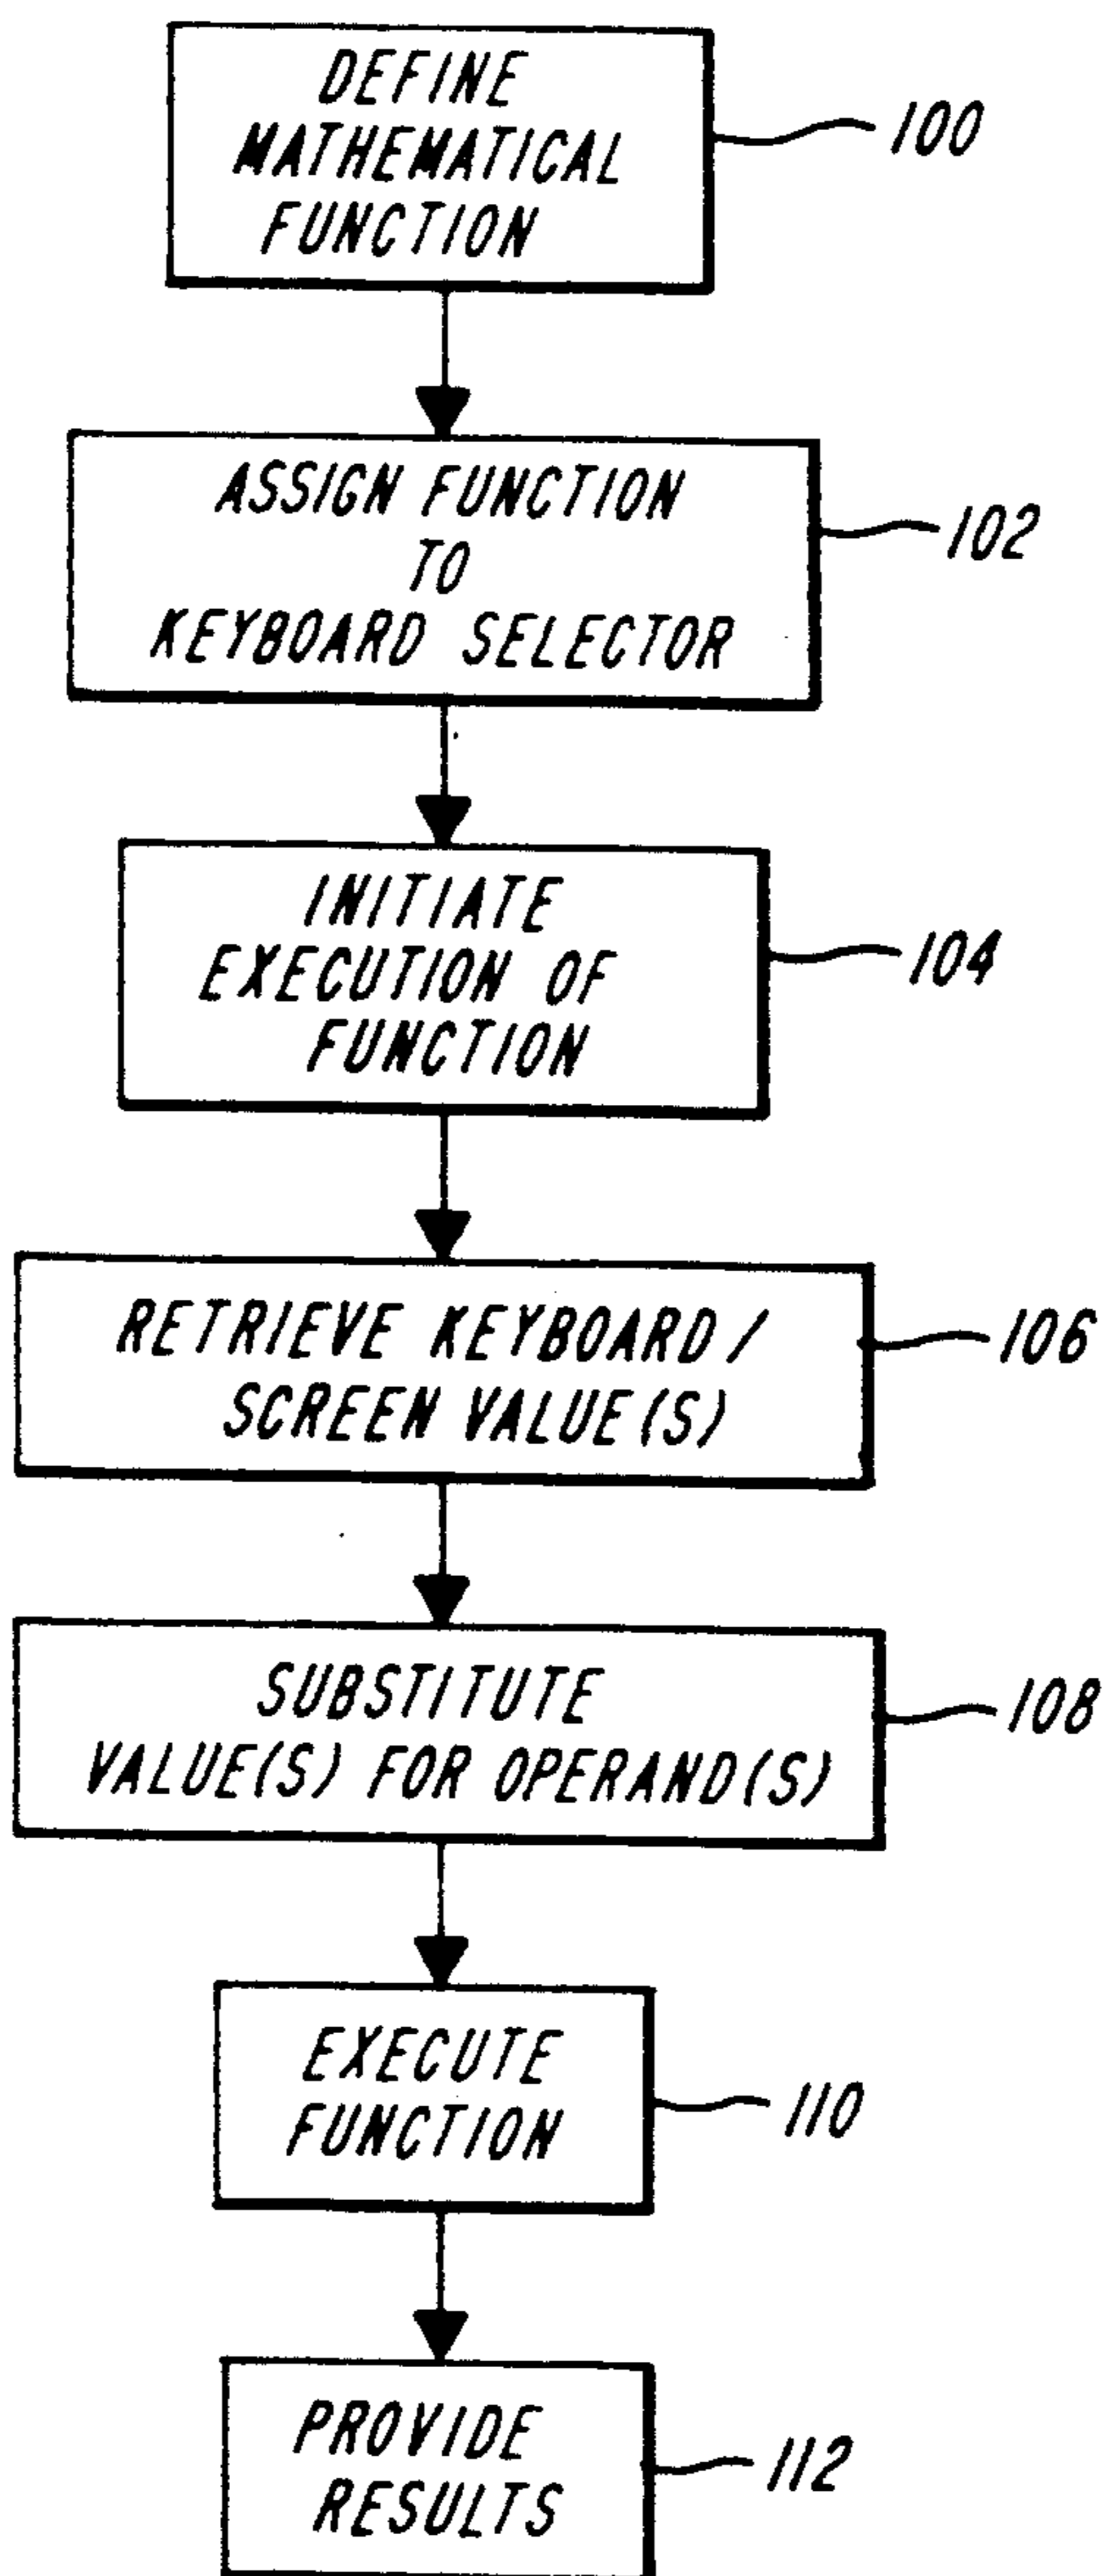 DEFINE
MATHEMATICAL
FUNCTION
100
ASSIGN FUNCTION
TO
KEYBOARD SELECTOR
102
INITIATE
EXECUTION OF
FUNCTION
104
RETRIEVE KEYBOARD/
SCREEN VALUE(S)
106
SUBSTITUTE
VALUE(S) FOR OPERAND(S)
108
EXECUTE
FUNCTION
110
PROVIDE
RESULTS
112